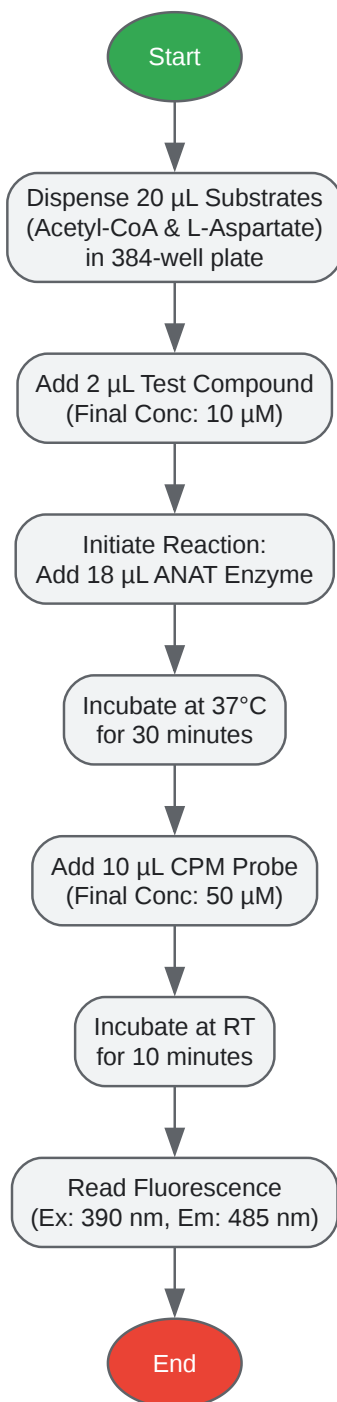 Start
Dispense 20 µL Substrates
(Acetyl-CoA & L-Aspartate)
in 384-well plate
Add 2 µL Test Compound
(Final Conc: 10 µM)
Initiate Reaction:
Add 18 µL ANAT Enzyme
Incubate at 37°C
for 30 minutes
Add 10 µL CPM Probe
(Final Conc: 50 µM)
Incubate at RT
for 10 minutes
Read Fluorescence
(Ex: 390 nm, Em: 485 nm)
End